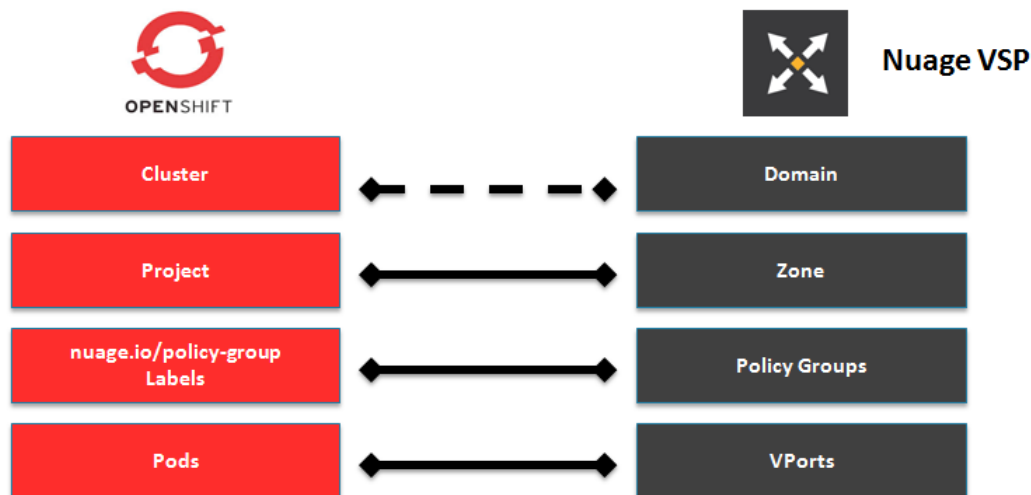 OPENSHIFT
Nuage VSP
Cluster
Domain
Project
Zone
nuage.io/policy-group
Labels
Policy Groups
Pods
VPorts